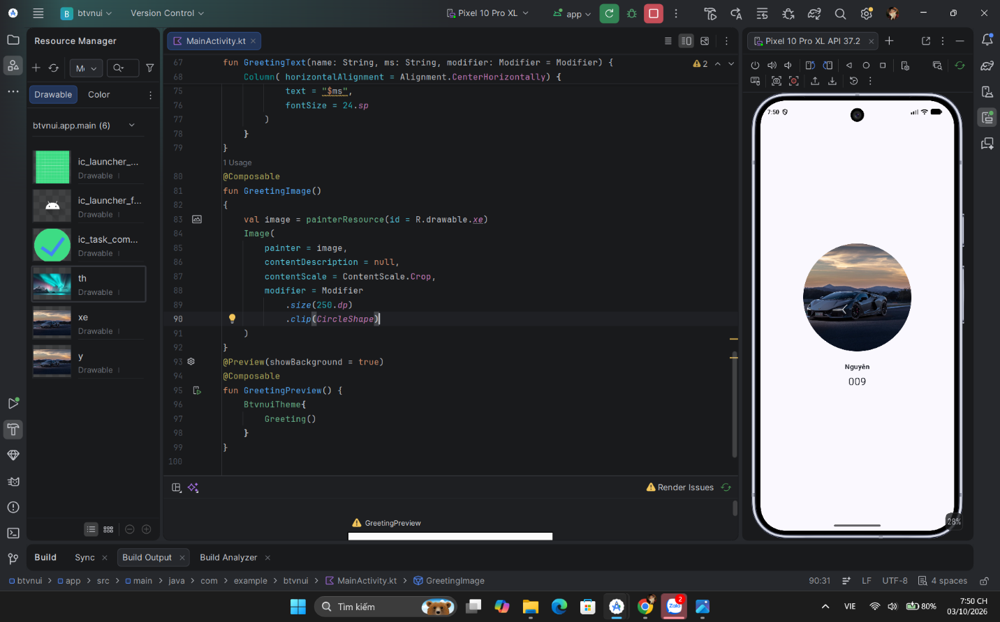 B btvnui Version Control Pixel 10 Pro XL app
Resource Manager
Drawable Color
btvnui.app.main (6)
ic_launcher_...
Drawable
ic_launcher_f...
Drawable
ic_task_com...
Drawable
th
Drawable
xe
Drawable
y
Drawable
MainActivity.kt
67 fun GreetingText(name: String, ms: String, modifier: Modifier = Modifier) { 2
68 Column( horizontalAlignment = Alignment.CenterHorizontally) {
75 text = "$ms",
76 fontSize = 24.sp
77 )
78 }
79 }
1 Usage
80 @Composable
81 fun GreetingImage()
82 {
83 val image = painterResource(id = R.drawable.xe)
84 Image(
85 painter = image,
86 contentDescription = null,
87 contentScale = ContentScale.Crop,
88 modifier = Modifier
89 .size(250.dp)
90 .clip(CircleShape)
91 )
92 }
93 @Preview(showBackground = true)
94 @Composable
95 fun GreetingPreview() {
96 BtvnuiTheme{
97 Greeting()
98 }
99 }
100
Render Issues
GreetingPreview
Pixel 10 Pro XL API 37.2
7:50
Nguyên
009
28%
Build Sync Build Output Build Analyzer
btvnui > app > src > main > java > com > example > btvnui > MainActivity.kt > GreetingImage 90:31 LF UTF-8 4 spaces
Tìm kiếm
Zalo 2
VIE 80% 7:50 CH
03/10/2026